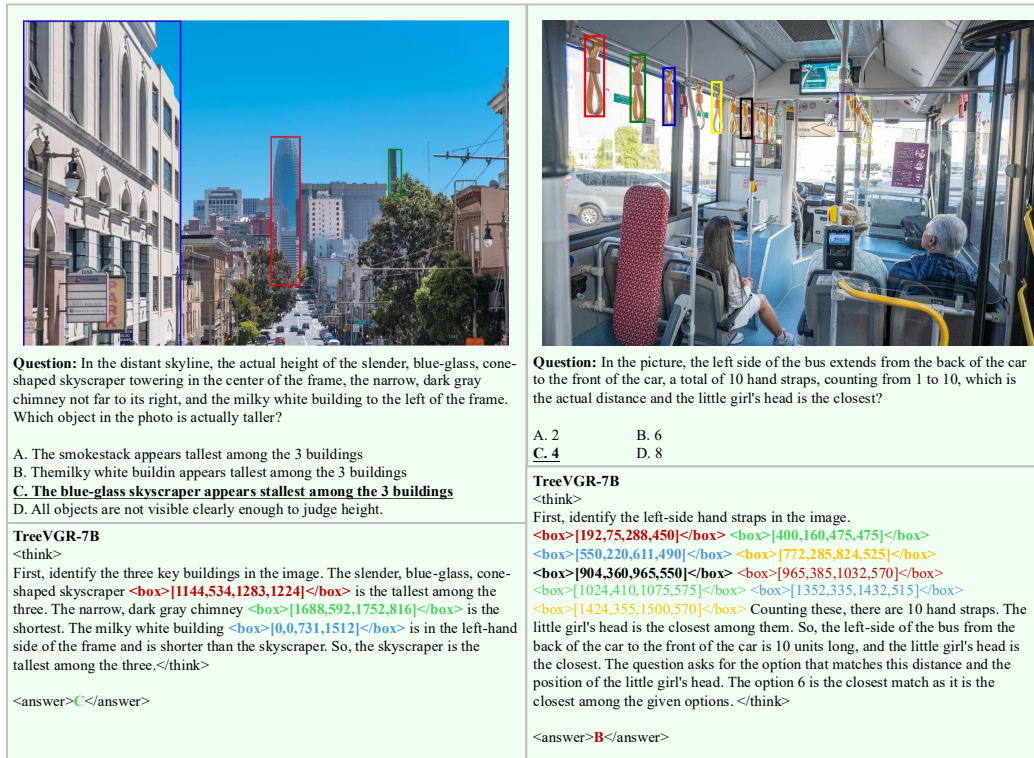 PARK
Question: In the distant skyline, the actual height of the slender, blue-glass, cone-
shaped skyscraper towering in the center of the frame, the narrow, dark gray
chimney not far to its right, and the milky white building to the left of the frame.
Which object in the photo is actually taller?
A. The smokestack appears tallest among the 3 buildings
B. Themilky white buildin appears tallest among the 3 buildings
C. The blue-glass skyscraper appears stallest among the 3 buildings
D. All objects are not visible clearly enough to judge height.
TreeVGR-7B
<think>
First, identify the three key buildings in the image. The slender, blue-glass, cone-
shaped skyscraper <box>[1144,534,1283,1224]</box> is the tallest among the
three. The narrow, dark gray chimney <box>[1688,592,1752,816]</box> is the
shortest. The milky white building <box>[0,0,731,1512]</box> is in the left-hand
side of the frame and is shorter than the skyscraper. So, the skyscraper is the
tallest among the three.</think>
<answer>C</answer>
Question: In the picture, the left side of the bus extends from the back of the car
to the front of the car, a total of 10 hand straps, counting from 1 to 10, which is
the actual distance and the little girl's head is the closest?
A. 2 B. 6
C. 4 D. 8
TreeVGR-7B
<think>
First, identify the left-side hand straps in the image.
<box>[192,75,288,450]</box> <box>[400,160,475,475]</box>
<box>[550,220,611,490]</box> <box>[772,285,824,525]</box>
<box>[904,360,965,550]</box> <box>[965,385,1032,570]</box>
<box>[1024,410,1075,575]</box> <box>[1352,335,1432,515]</box>
<box>[1424,355,1500,570]</box> Counting these, there are 10 hand straps. The
little girl's head is the closest among them. So, the left-side of the bus from the
back of the car to the front of the car is 10 units long, and the little girl's head is
the closest. The question asks for the option that matches this distance and the
position of the little girl's head. The option 6 is the closest match as it is the
closest among the given options. </think>
<answer>B</answer>